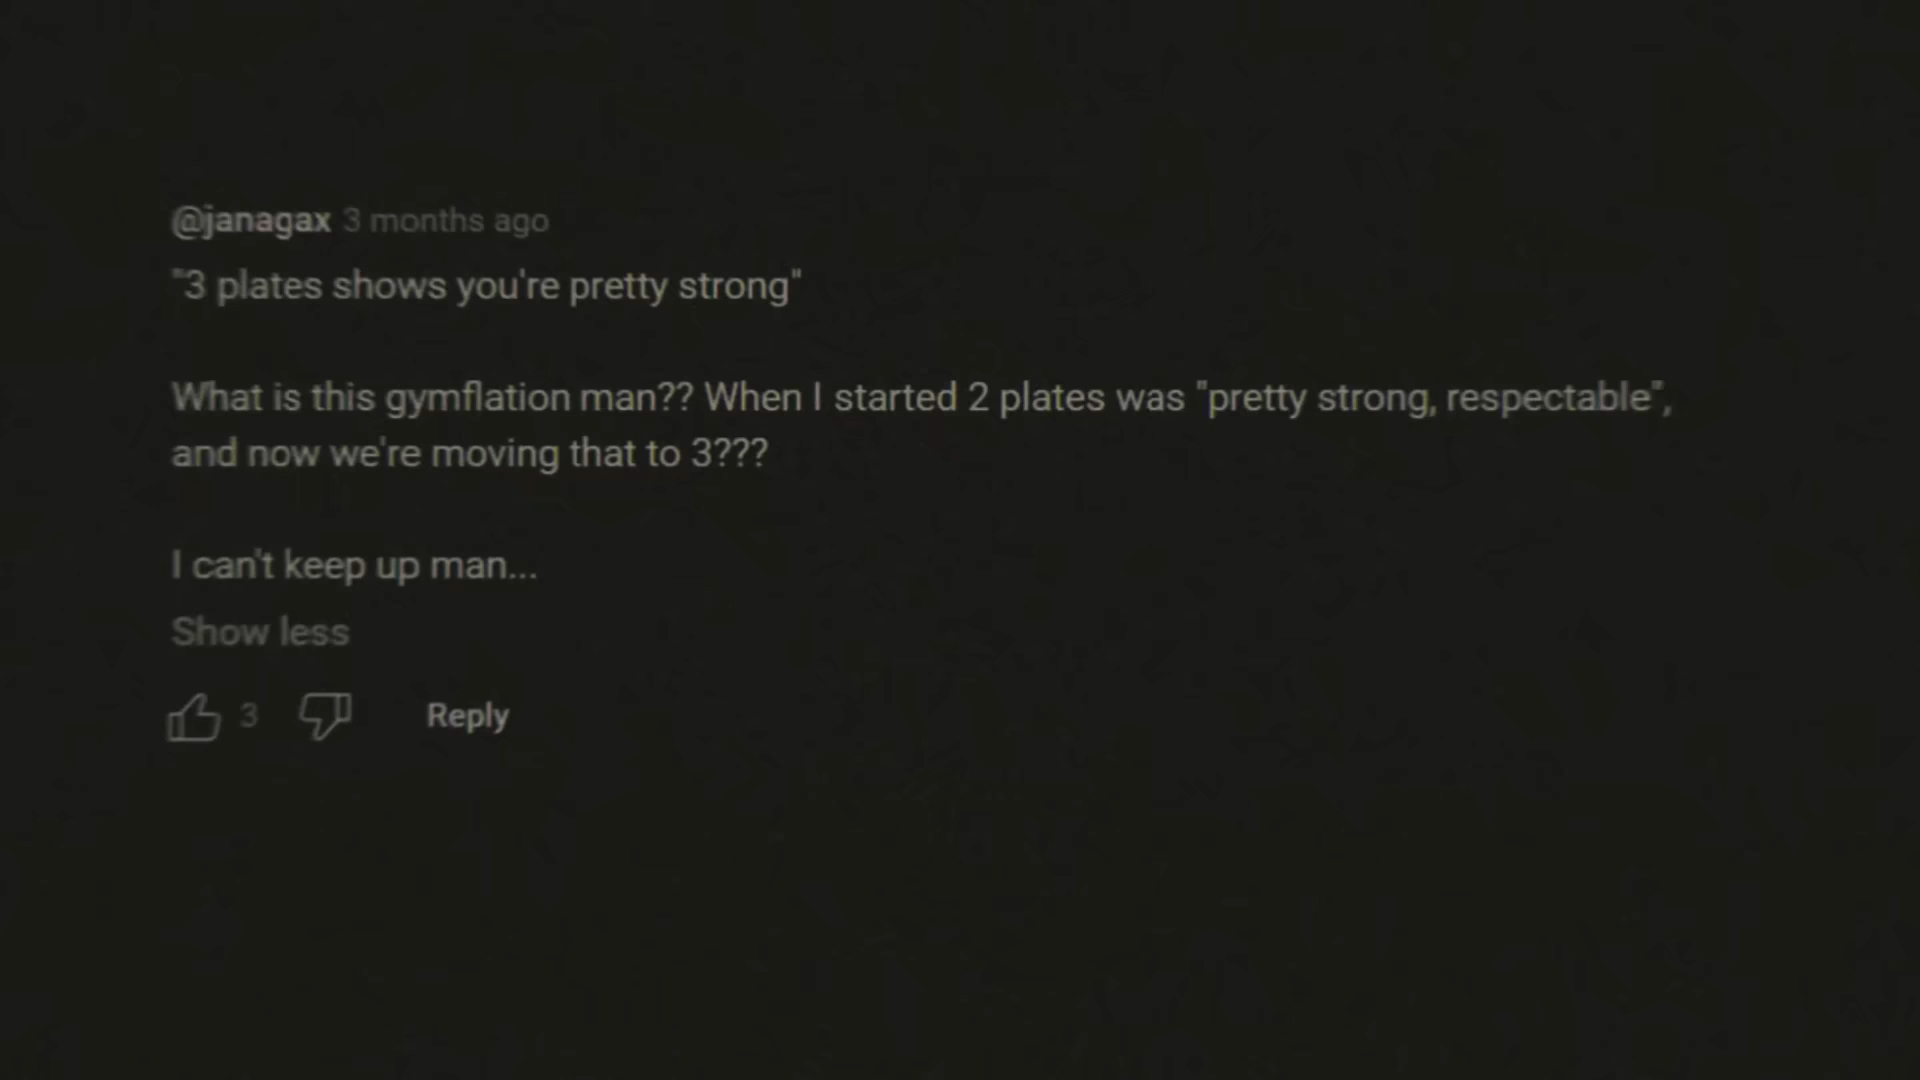 @janagax 3 months ago
"3 plates shows you're pretty strong"
What is this gymflation man?? When I started 2 plates was "pretty strong, respectable",
and now we're moving that to 3???
I can't keep up man...
Show less
3 Reply